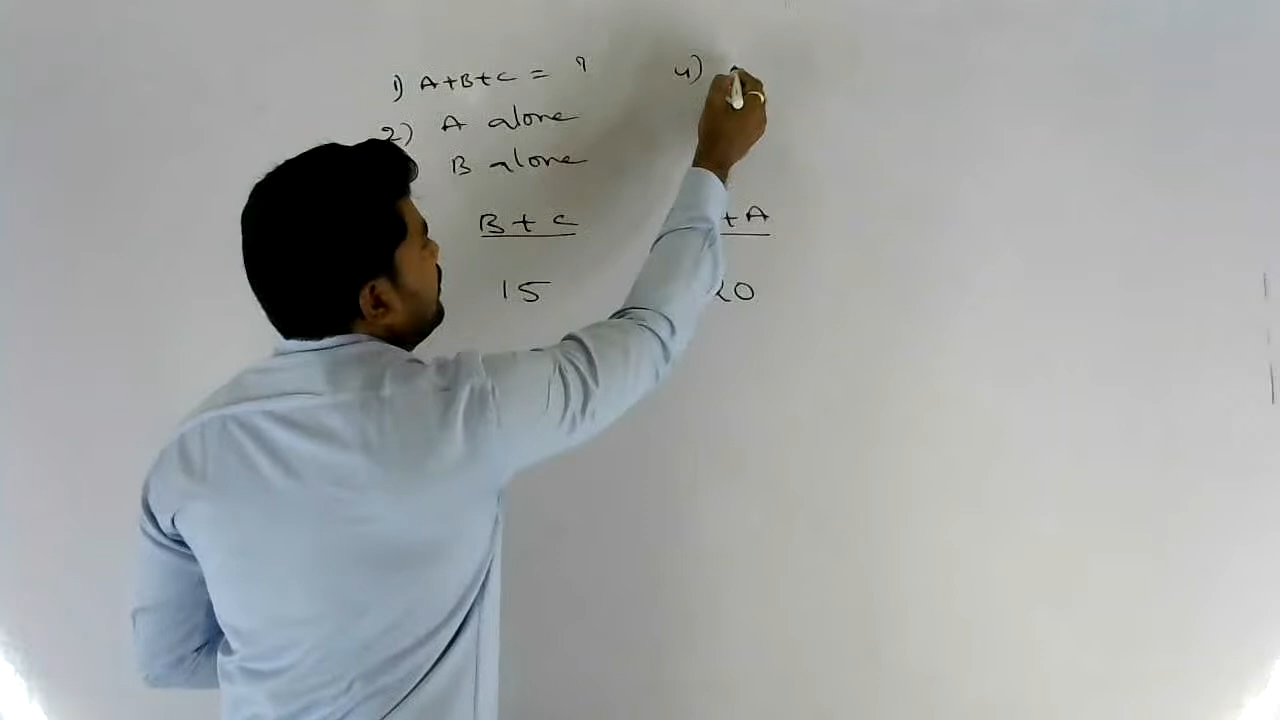 1) A+B+C = ?
2) A alone
B alone
4)
B + C
+ A
15
20